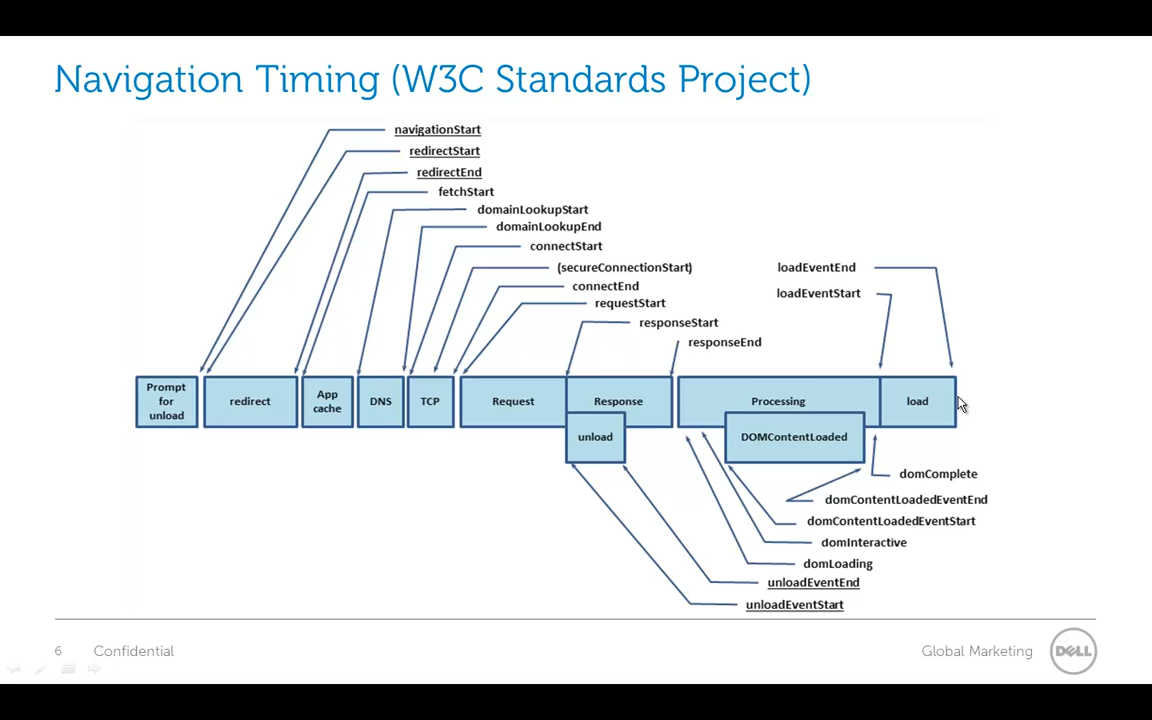 Navigation Timing (W3C Standards Project)
navigationStart
redirectStart
redirectEnd
fetchStart
domainLookupStart
domainLookupEnd
connectStart
(secureConnectionStart)
connectEnd
requestStart
responseStart
responseEnd
loadEventEnd
loadEventStart
Prompt
for
unload
redirect
App
cache
DNS
TCP
Request
Response
unload
Processing
DOMContentLoaded
load
domComplete
domContentLoadedEventEnd
domContentLoadedEventStart
domInteractive
domLoading
unloadEventEnd
unloadEventStart
6 Confidential
Global Marketing
DELL